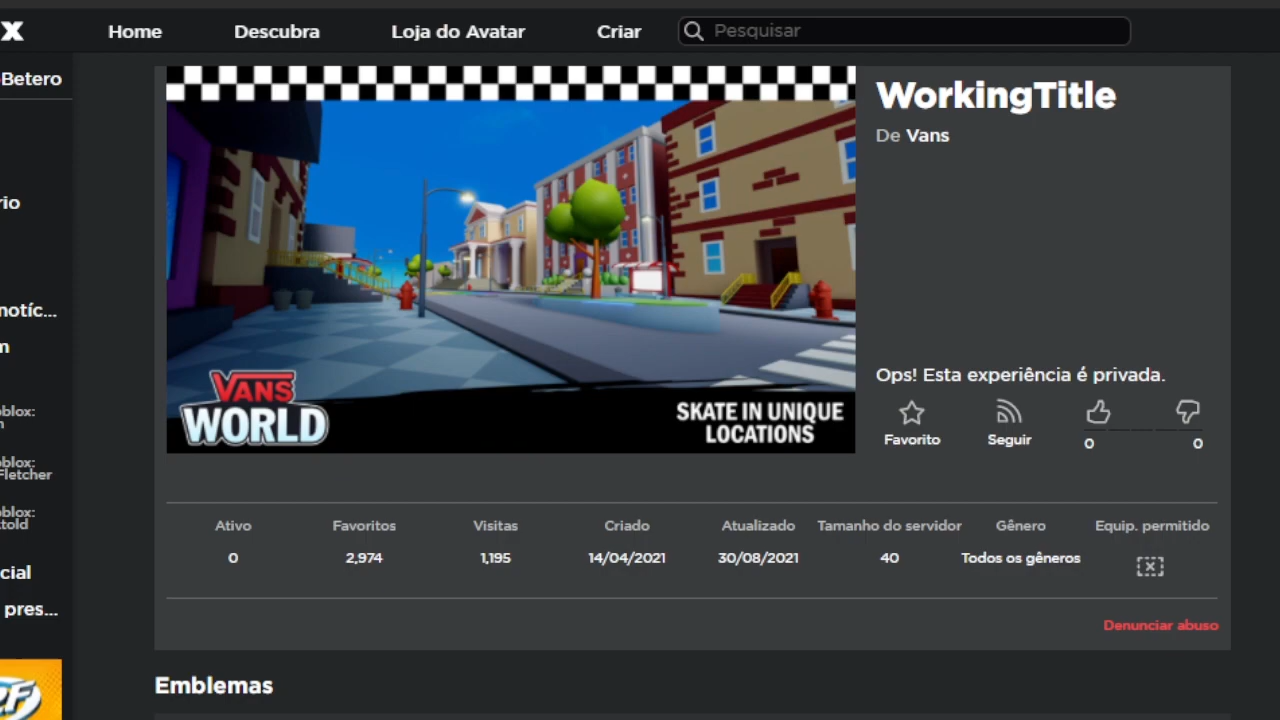 X Home Descubra Loja do Avatar Criar Pesquisar
Betero
rio
notíc...
m
oblox:
n
oblox:
Fletcher
oblox:
told
cial
pres...
VANS
WORLD
SKATE IN UNIQUE
LOCATIONS
WorkingTitle
De Vans
Ops! Esta experiência é privada.
Favorito Seguir 0 0
Ativo Favoritos Visitas Criado Atualizado Tamanho do servidor Gênero Equip. permitido
0 2,974 1,195 14/04/2021 30/08/2021 40 Todos os gêneros
Denunciar abuso
Emblemas